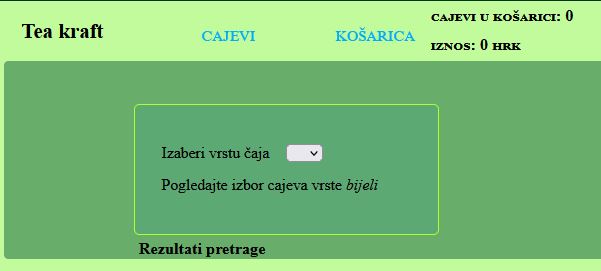 Tea kraft
CAJEVI
KOŠARICA
CAJEVI U KOŠARICI: 0
IZNOS: 0 HRK
Izaberi vrstu čaja
Pogledajte izbor cajeva vrste bijeli
Rezultati pretrage